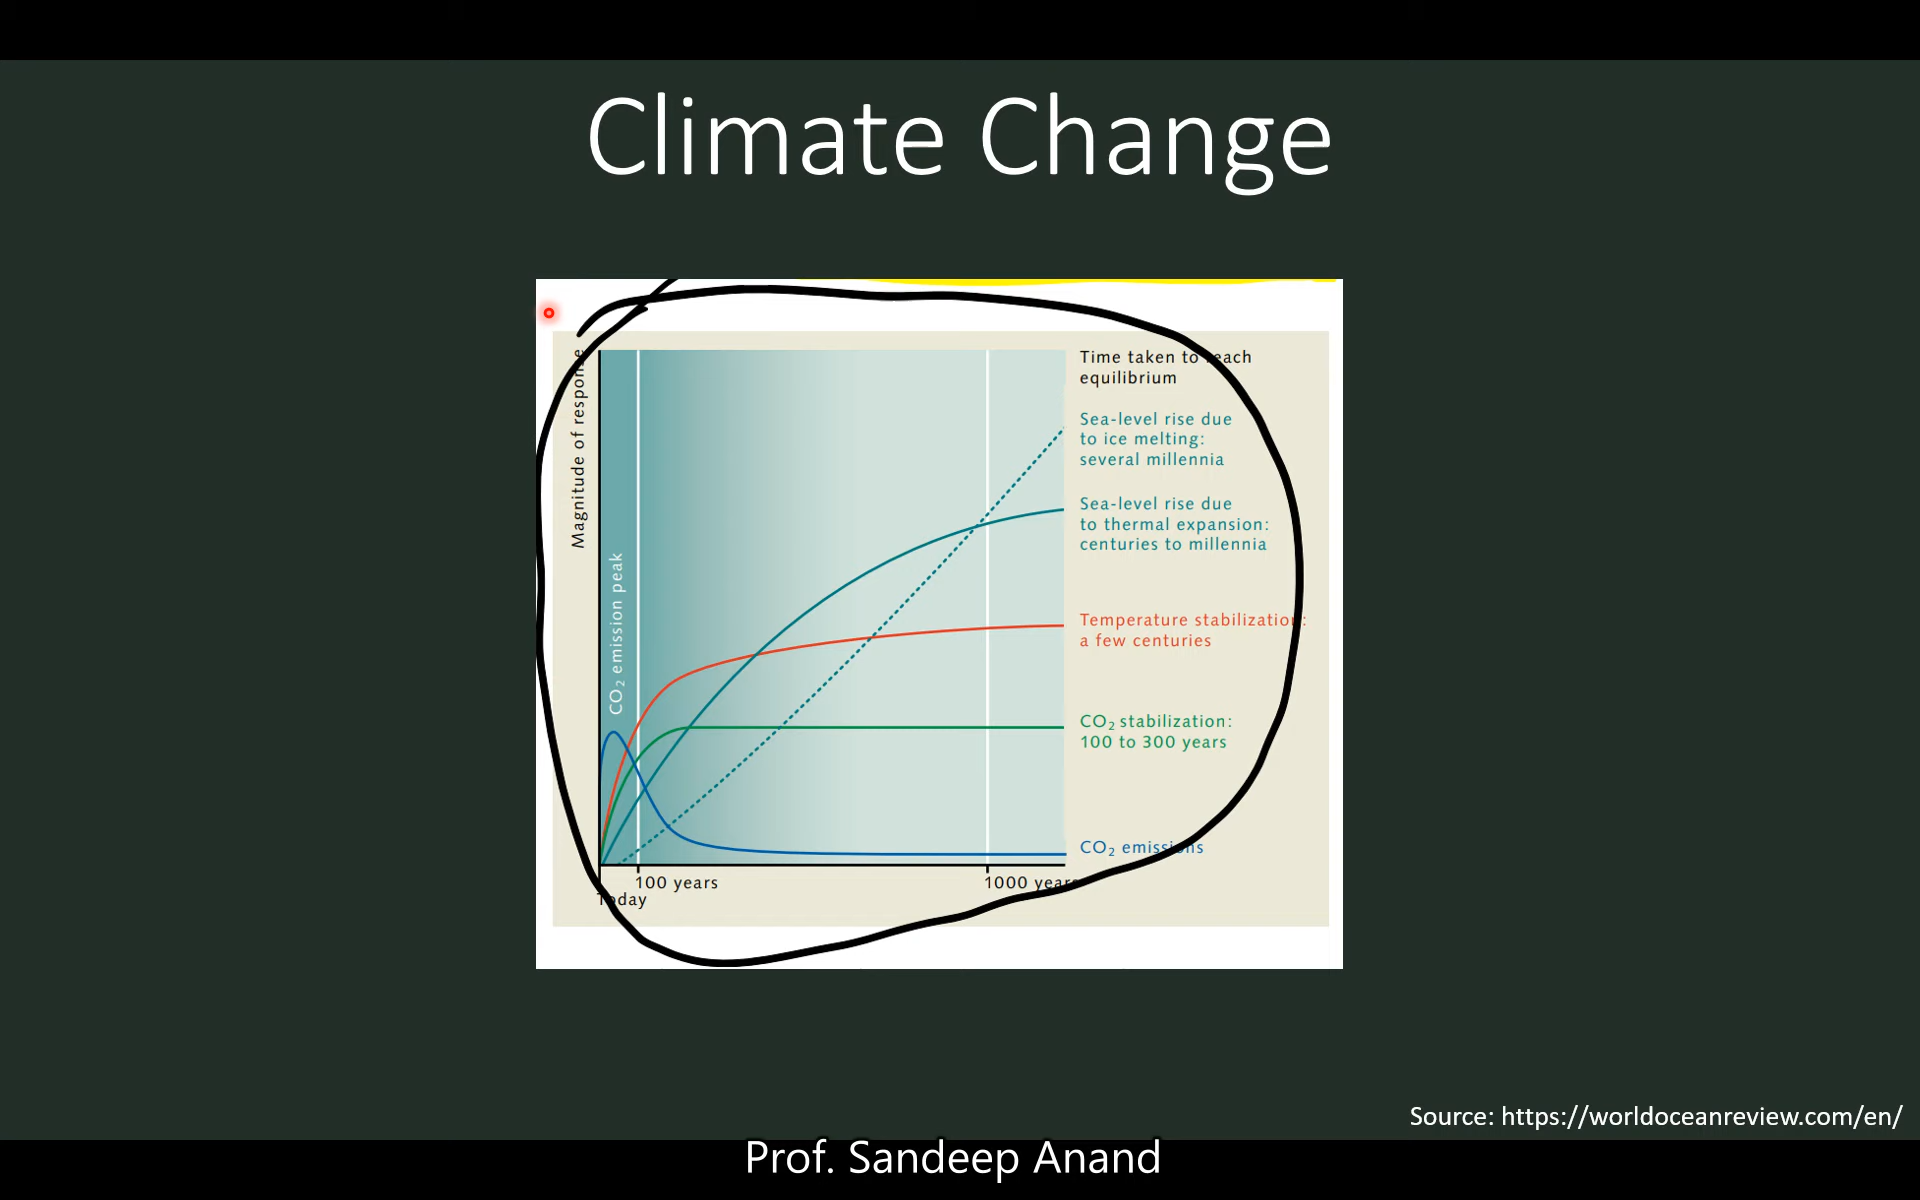 Climate Change
Magnitude of response
CO₂ emission peak
Time taken to reach
equilibrium
Sea-level rise due
to ice melting:
several millennia
Sea-level rise due
to thermal expansion:
centuries to millennia
Temperature stabilization:
a few centuries
CO₂ stabilization:
100 to 300 years
CO₂ emissions
100 years
1000 years
Today
Source: https://worldoceanreview.com/en/
Prof. Sandeep Anand